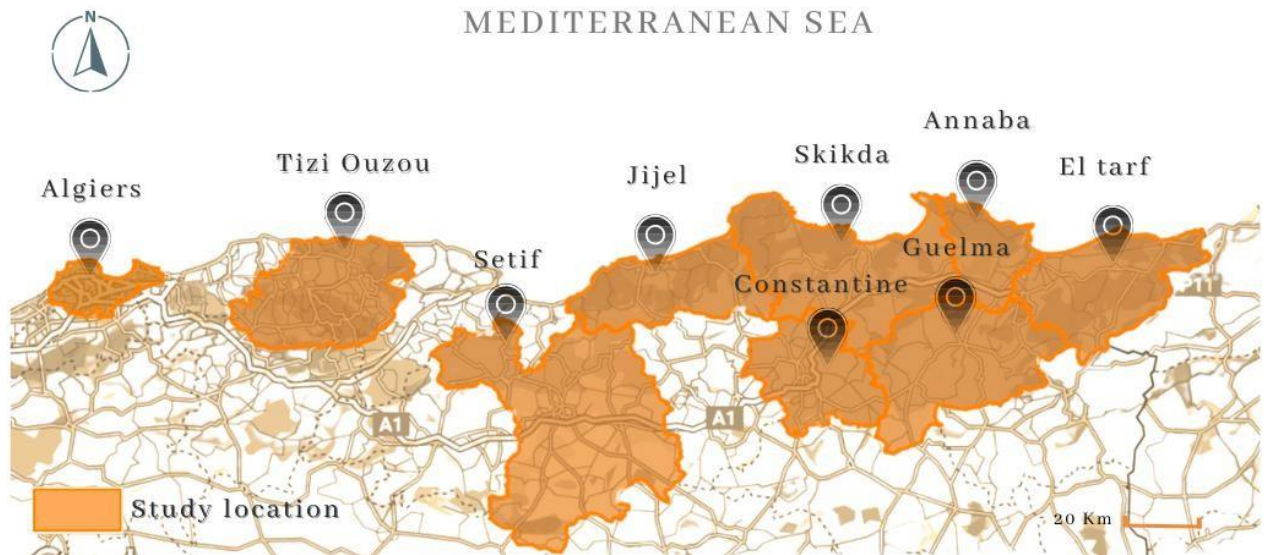 N
MEDITERRANEAN SEA
Annaba
Skikda
El tarf
Tizi Ouzou
Jijel
Algiers
Setif
Guelma
Constantine
P11
A1
A1
Study location
20 Km